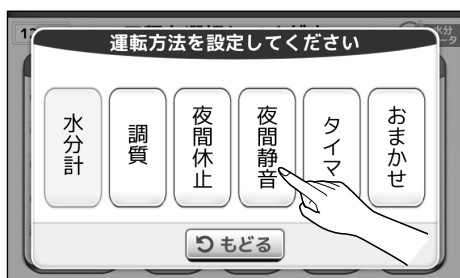 運転方法を設定してください
水分計
調質
夜間休止
夜間静音
タイマ
おまかせ
もどる